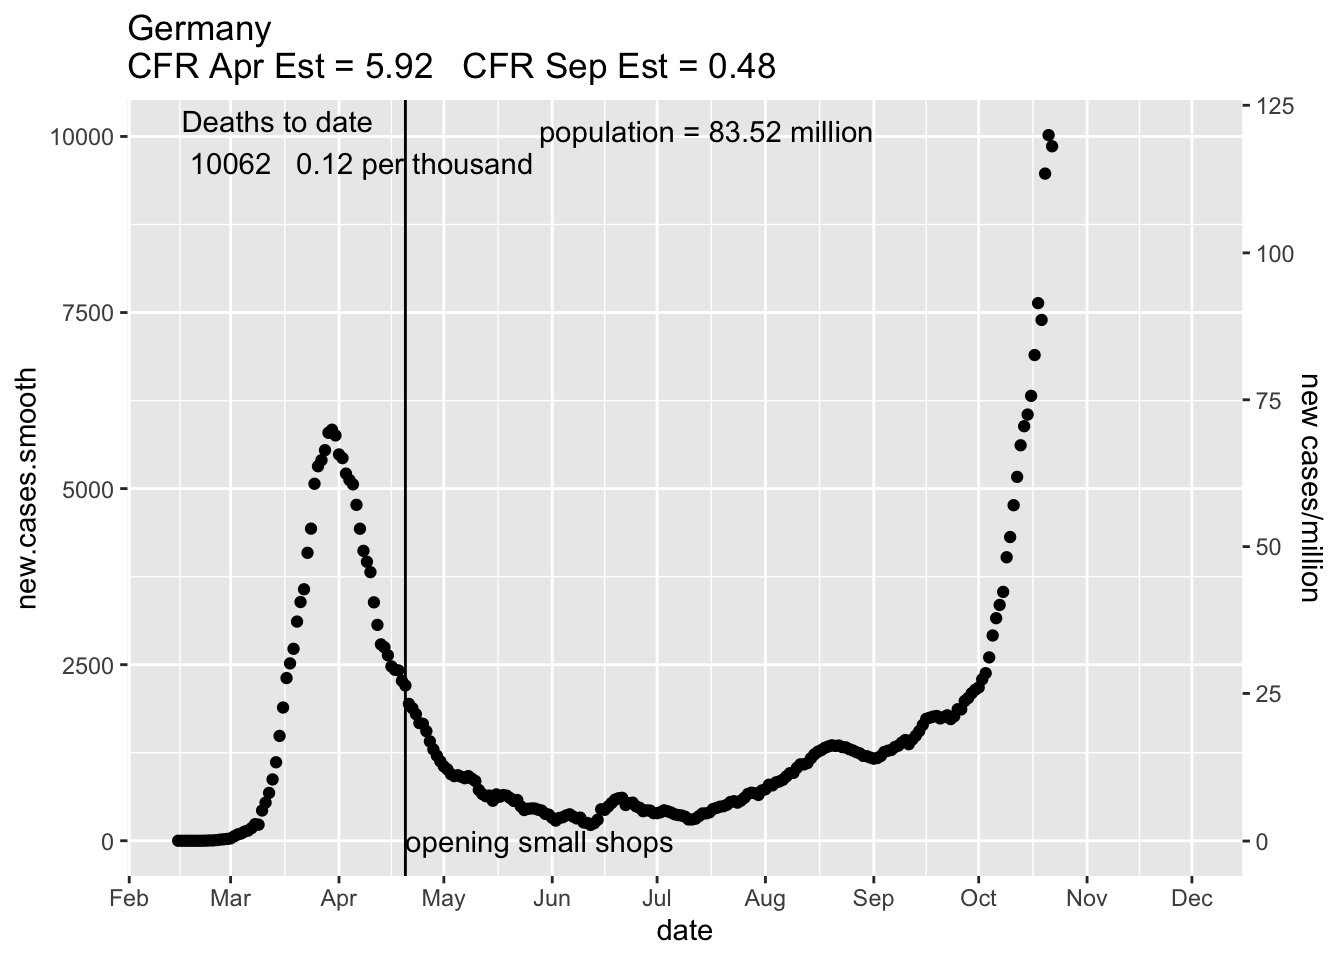 Germany
CFR Apr Est = 5.92   CFR Sep Est = 0.48
Deaths to date
population = 83.52 million
10062   0.12 per thousand
opening small shops
new.cases.smooth
10000
7500
5000
2500
0
125
100
75
50
25
0
new cases/million
Feb Mar Apr May Jun Jul Aug Sep Oct Nov Dec
date